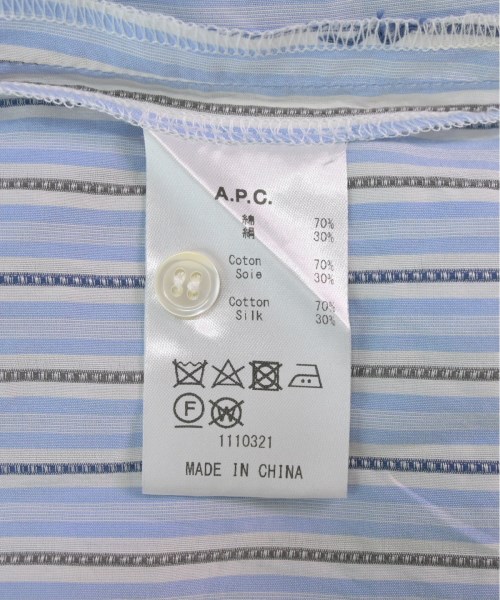 A.P.C.
綿 70%
絹 30%
Coton 70%
Soie 30%
Cotton 70%
Silk 30%
F W
1110321
MADE IN CHINA